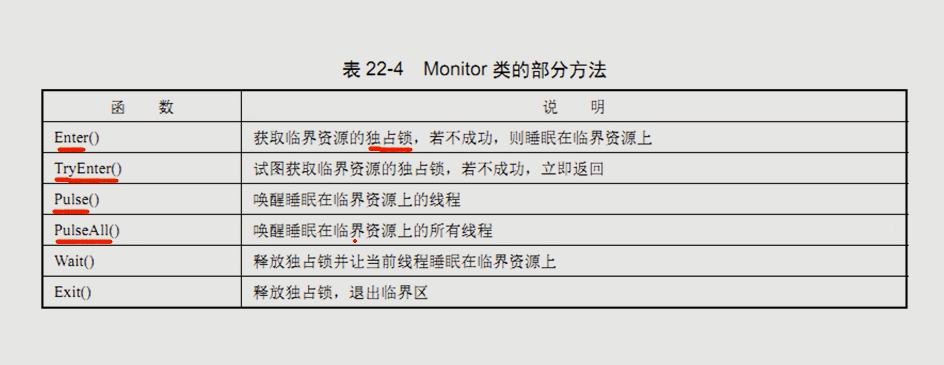 表 22-4 Monitor 类的部分方法
函 数 说 明
Enter() 获取临界资源的独占锁，若不成功，则睡眠在临界资源上
TryEnter() 试图获取临界资源的独占锁，若不成功，立即返回
Pulse() 唤醒睡眠在临界资源上的线程
PulseAll() 唤醒睡眠在临界资源上的所有线程
Wait() 释放独占锁并让当前线程睡眠在临界资源上
Exit() 释放独占锁，退出临界区